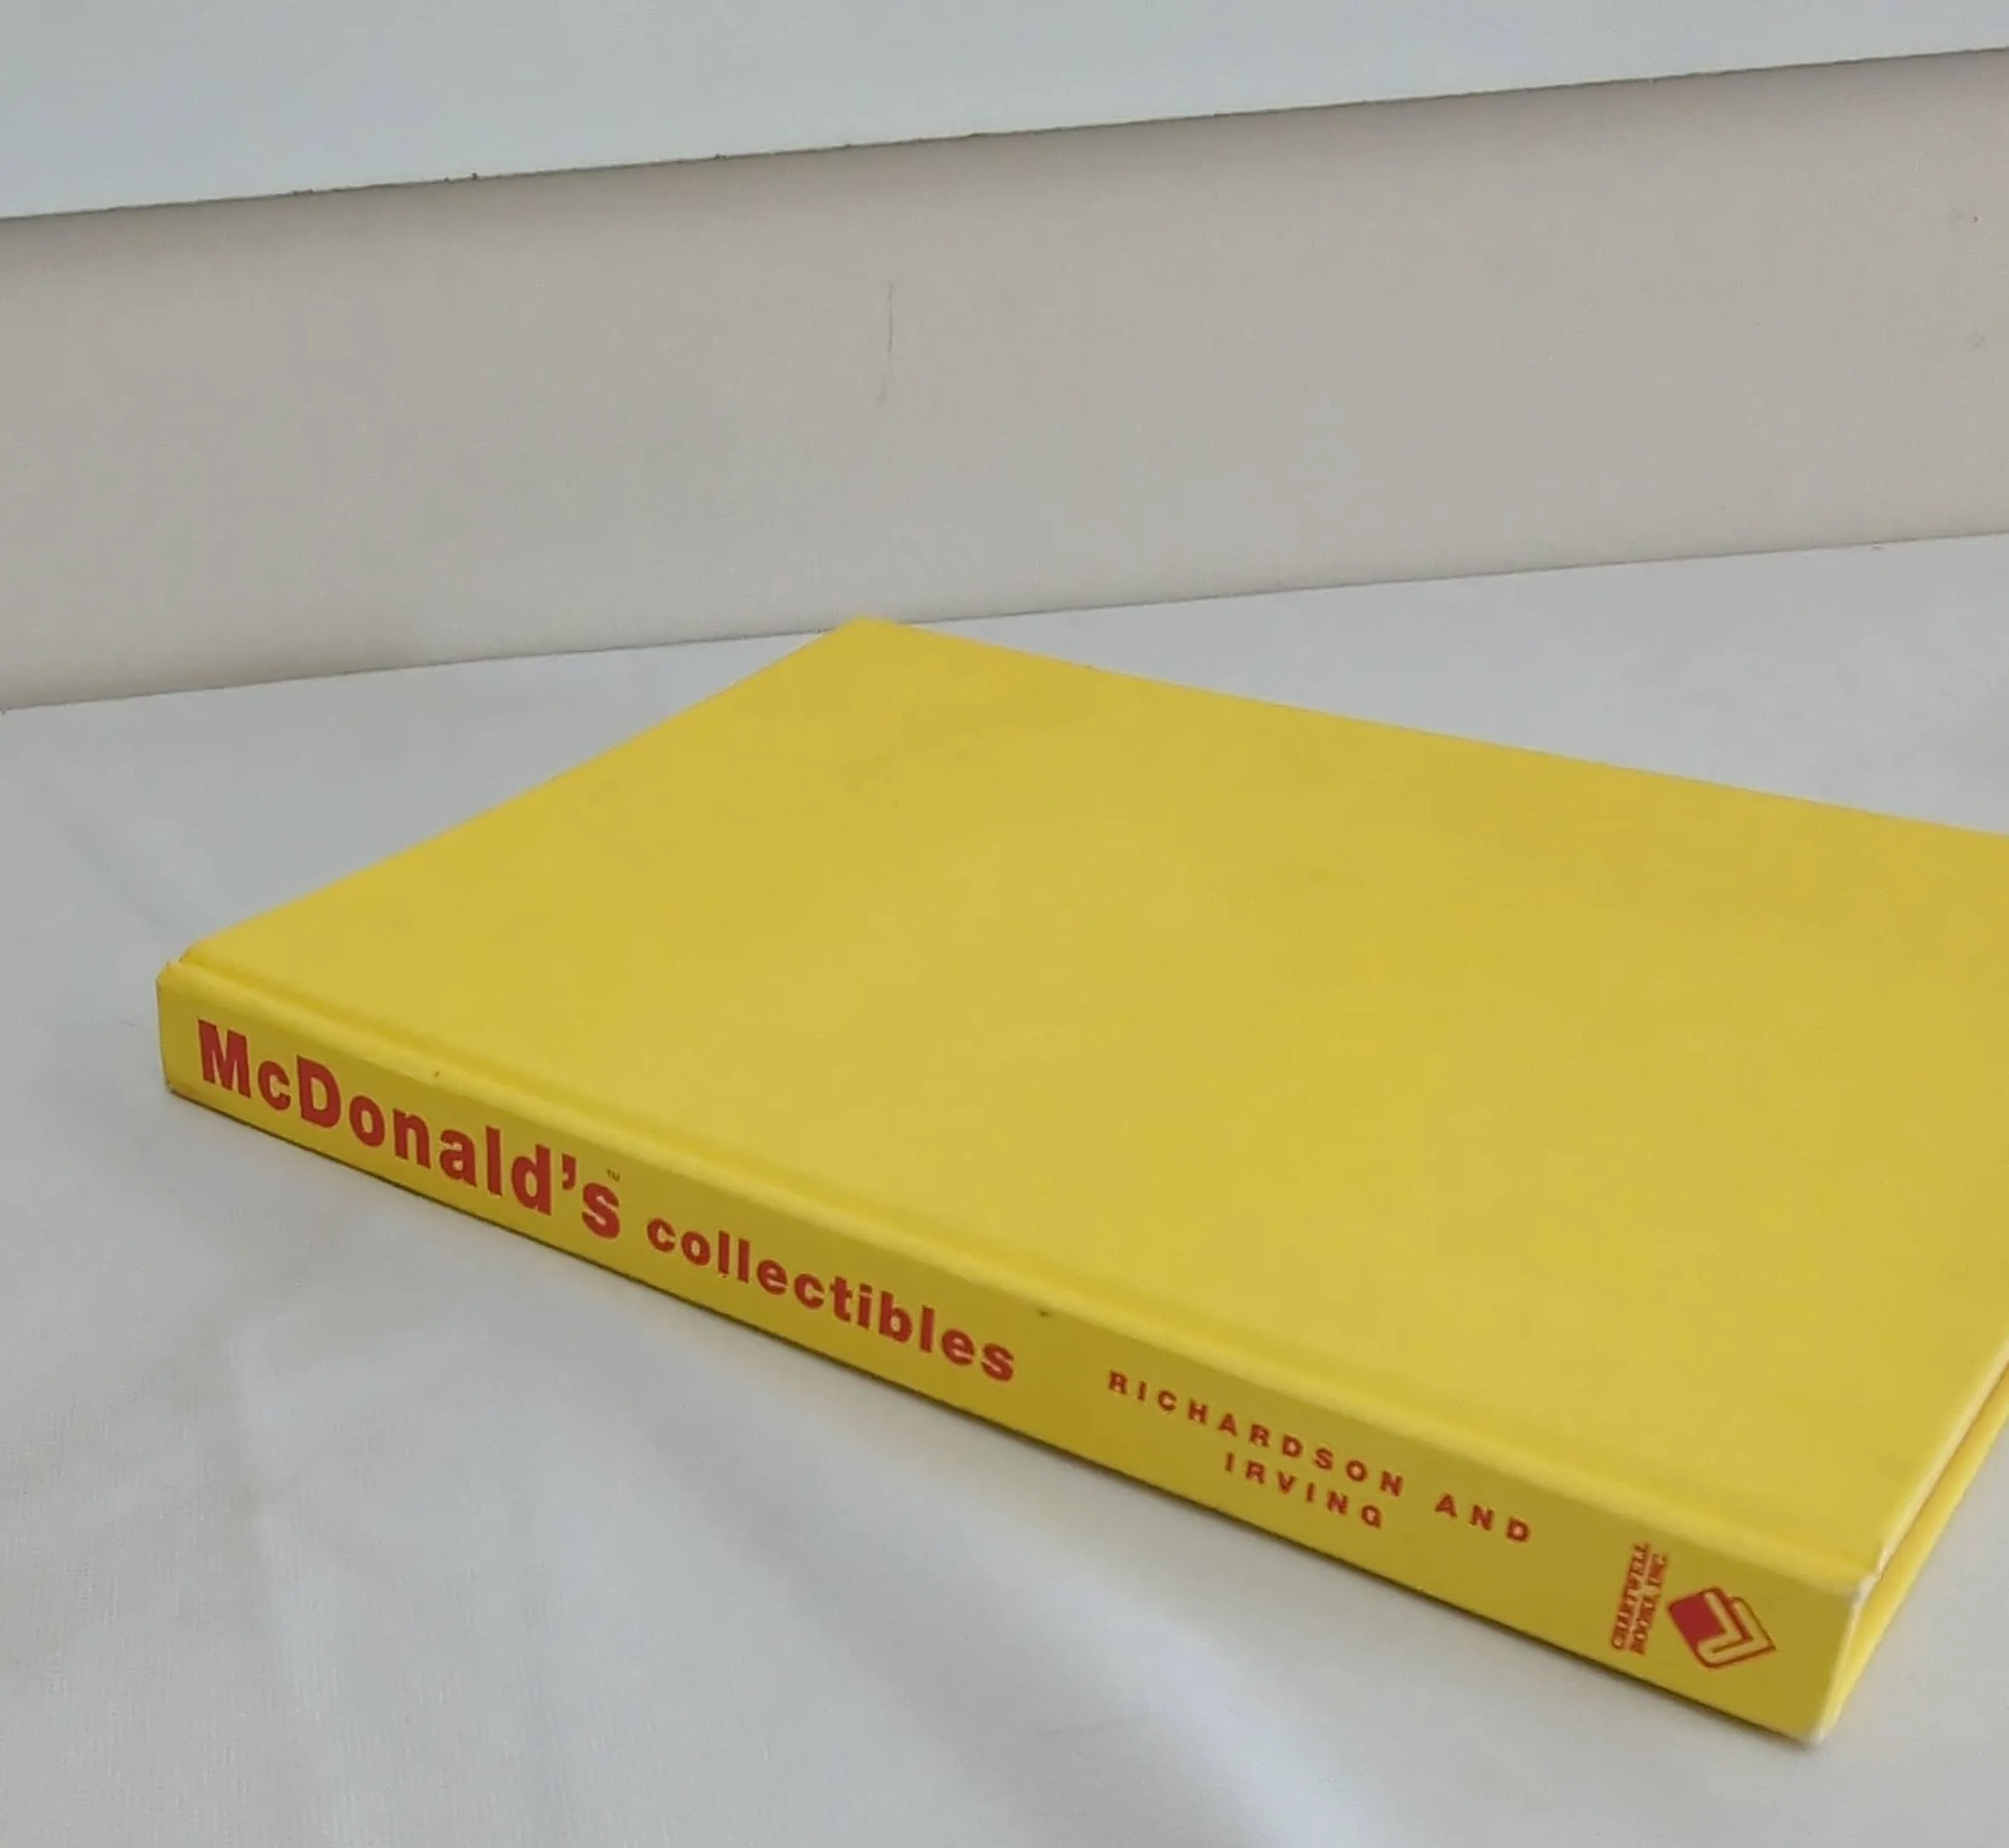 McDonald's™ collectibles
RICHARDSON AND
IRVING
CHARTWELL
BOOKS, INC.